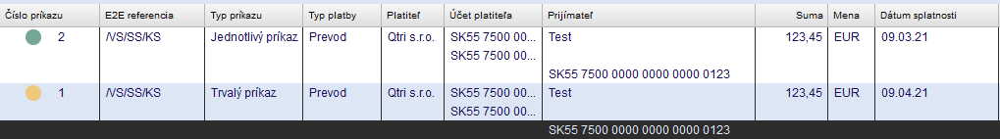 Číslo príkazu E2E referencia Typ príkazu Typ platby Platiteľ Účet platiteľa Prijímateľ Suma Mena Dátum splatnosti
2 /VS/SS/KS Jednotlivý príkaz Prevod Qtri s.r.o. SK55 7500 00... Test 123,45 EUR 09.03.21
SK55 7500 00...
SK55 7500 0000 0000 0000 0123
1 /VS/SS/KS Trvalý príkaz Prevod Qtri s.r.o. SK55 7500 00... Test 123,45 EUR 09.04.21
SK55 7500 00...
SK55 7500 0000 0000 0000 0123